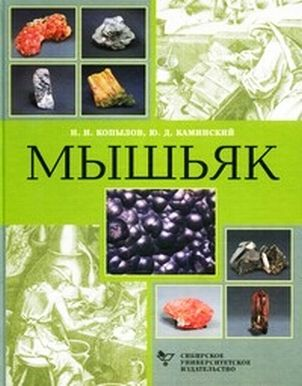 Н. И. КОПЫЛОВ, Ю. Д. КАМИНСКИЙ
МЫШЬЯК
СИБИРСКОЕ
УНИВЕРСИТЕТСКОЕ
ИЗДАТЕЛЬСТВО